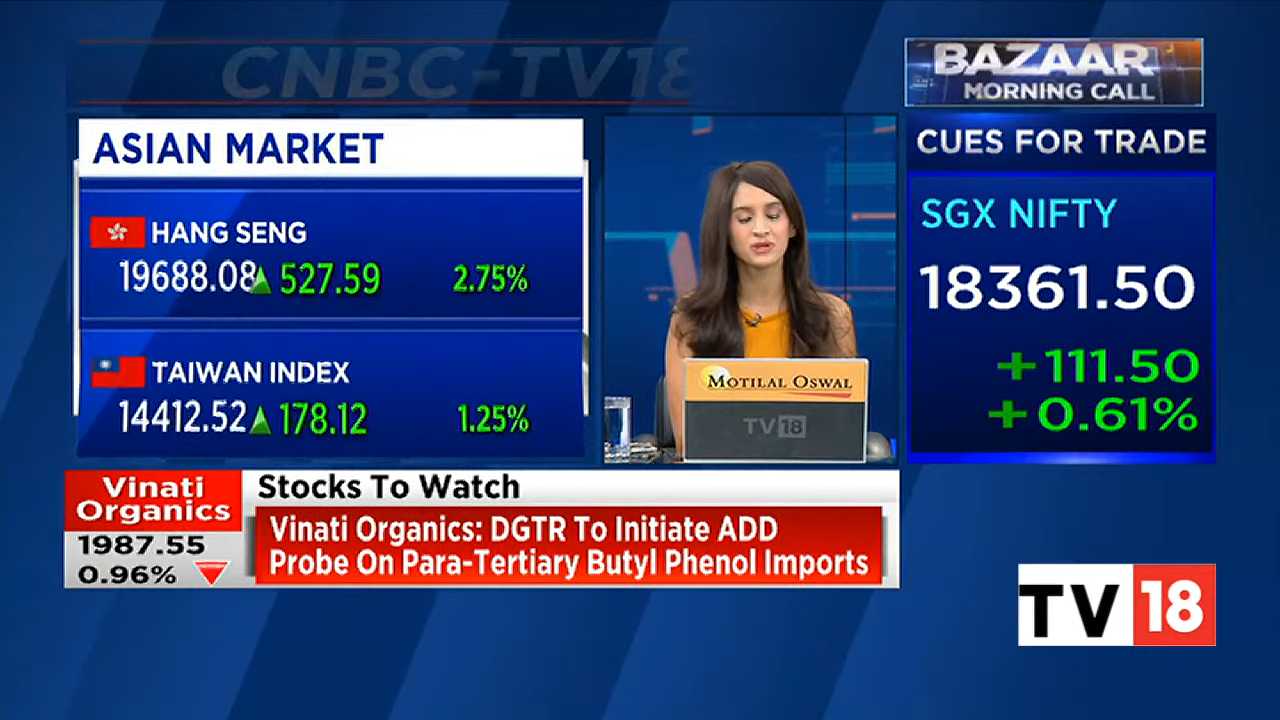 CNBC-TV18
BAZAAR
MORNING CALL
ASIAN MARKET
HANG SENG
19688.08 527.59 2.75%
TAIWAN INDEX
14412.52 178.12 1.25%
MOTILAL OSWAL
TV18
CUES FOR TRADE
SGX NIFTY
18361.50
+111.50
+0.61%
Vinati
Organics
1987.55
0.96%
Stocks To Watch
Vinati Organics: DGTR To Initiate ADD
Probe On Para-Tertiary Butyl Phenol Imports
TV18